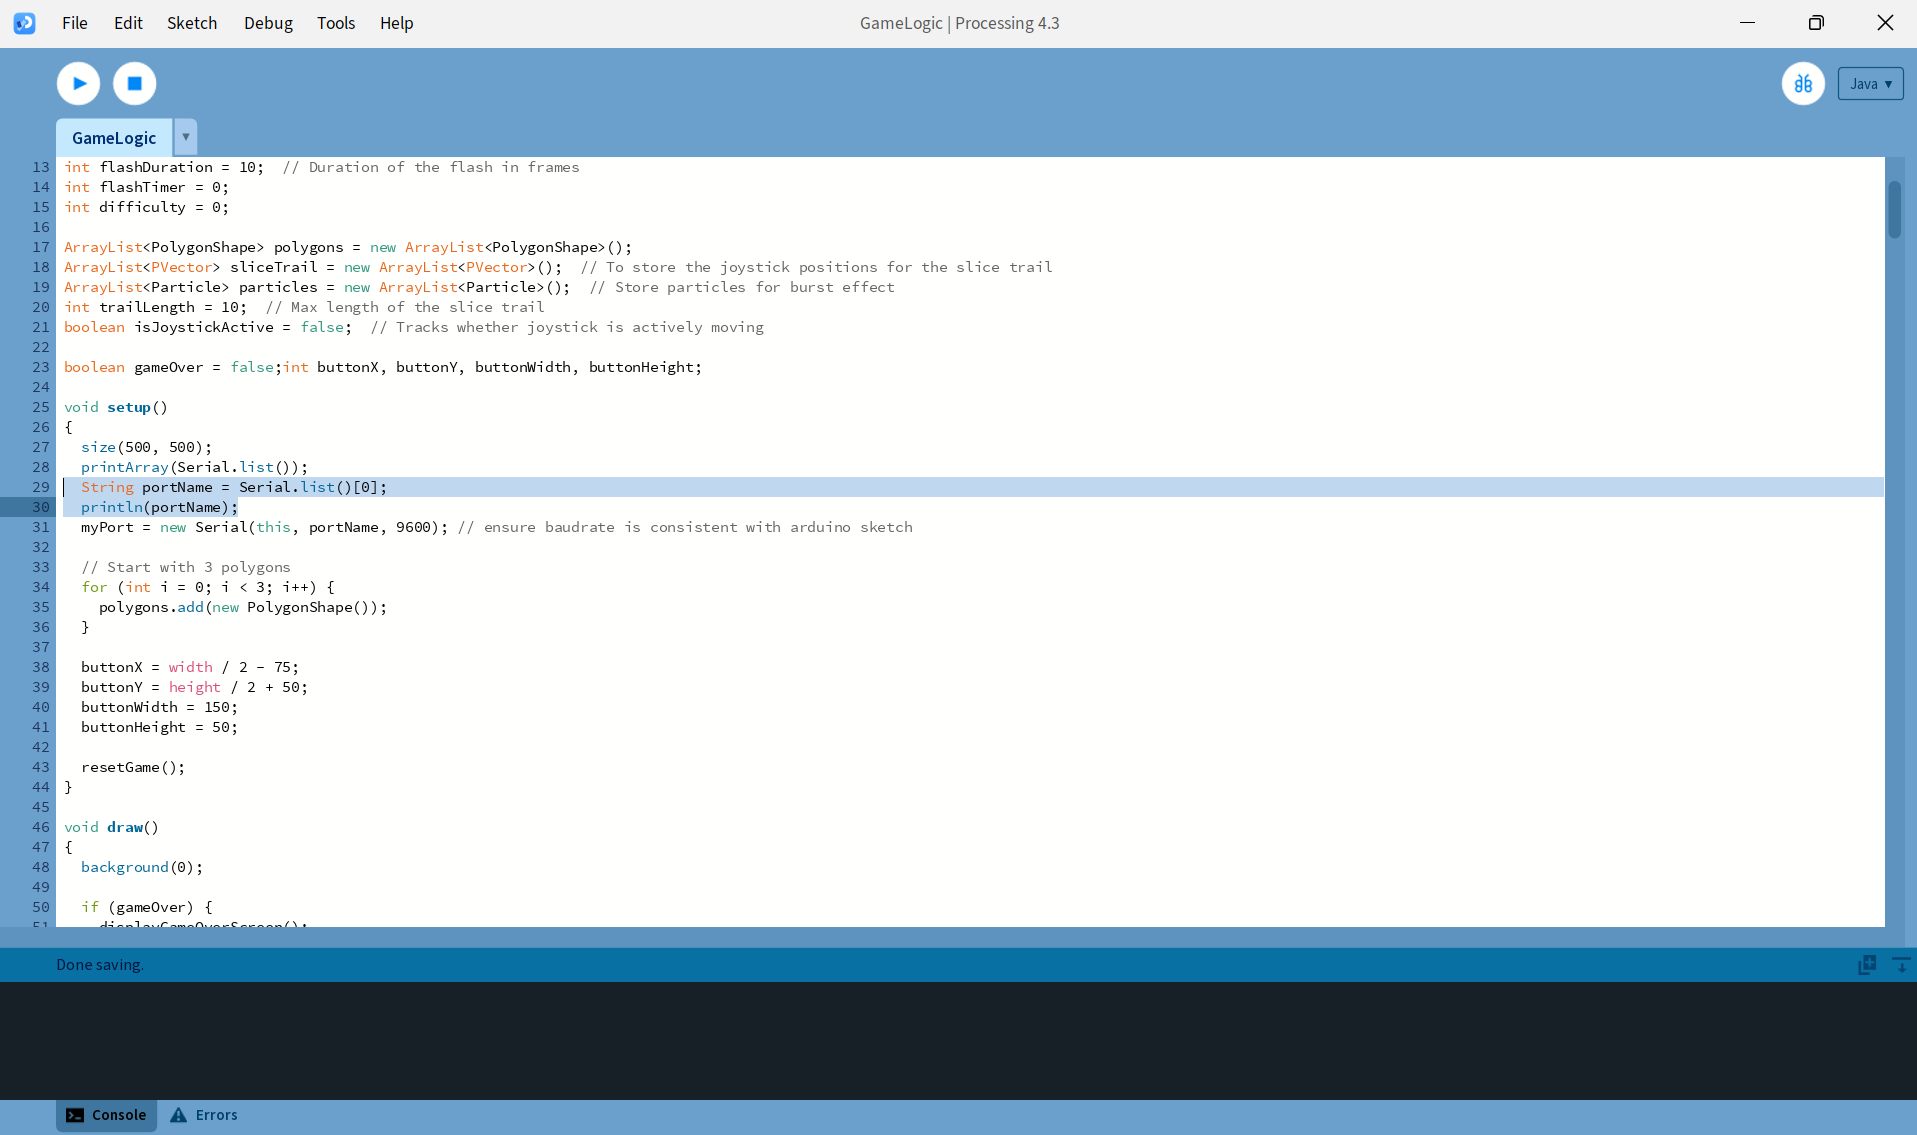 File Edit Sketch Debug Tools Help GameLogic | Processing 4.3
Java ▾
GameLogic ▾
13 int flashDuration = 10;  // Duration of the flash in frames
14 int flashTimer = 0;
15 int difficulty = 0;
16
17 ArrayList<PolygonShape> polygons = new ArrayList<PolygonShape>();
18 ArrayList<PVector> sliceTrail = new ArrayList<PVector>();  // To store the joystick positions for the slice trail
19 ArrayList<Particle> particles = new ArrayList<Particle>();  // Store particles for burst effect
20 int trailLength = 10;  // Max length of the slice trail
21 boolean isJoystickActive = false;  // Tracks whether joystick is actively moving
22
23 boolean gameOver = false;int buttonX, buttonY, buttonWidth, buttonHeight;
24
25 void setup()
26 {
27   size(500, 500);
28   printArray(Serial.list());
29   String portName = Serial.list()[0];
30   println(portName);
31   myPort = new Serial(this, portName, 9600); // ensure baudrate is consistent with arduino sketch
32
33   // Start with 3 polygons
34   for (int i = 0; i < 3; i++) {
35     polygons.add(new PolygonShape());
36   }
37
38   buttonX = width / 2 - 75;
39   buttonY = height / 2 + 50;
40   buttonWidth = 150;
41   buttonHeight = 50;
42
43   resetGame();
44 }
45
46 void draw()
47 {
48   background(0);
49
50   if (gameOver) {
51     displayGameOverScreen();
Done saving.
Console Errors